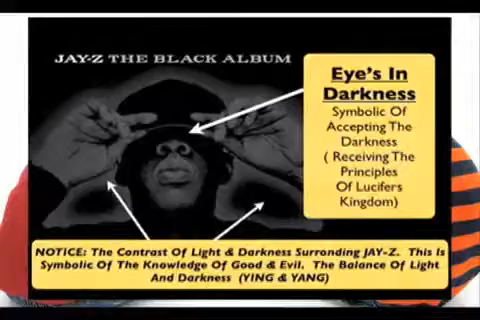 JAY-Z THE BLACK ALBUM
Eye's In
Darkness
Symbolic Of
Accepting The
Darkness
( Receiving The
Principles
Of Lucifers
Kingdom)
NOTICE: The Contrast Of Light & Darkness Surronding JAY-Z. This Is
Symbolic Of The Knowledge Of Good & Evil. The Balance Of Light
And Darkness (YING & YANG)